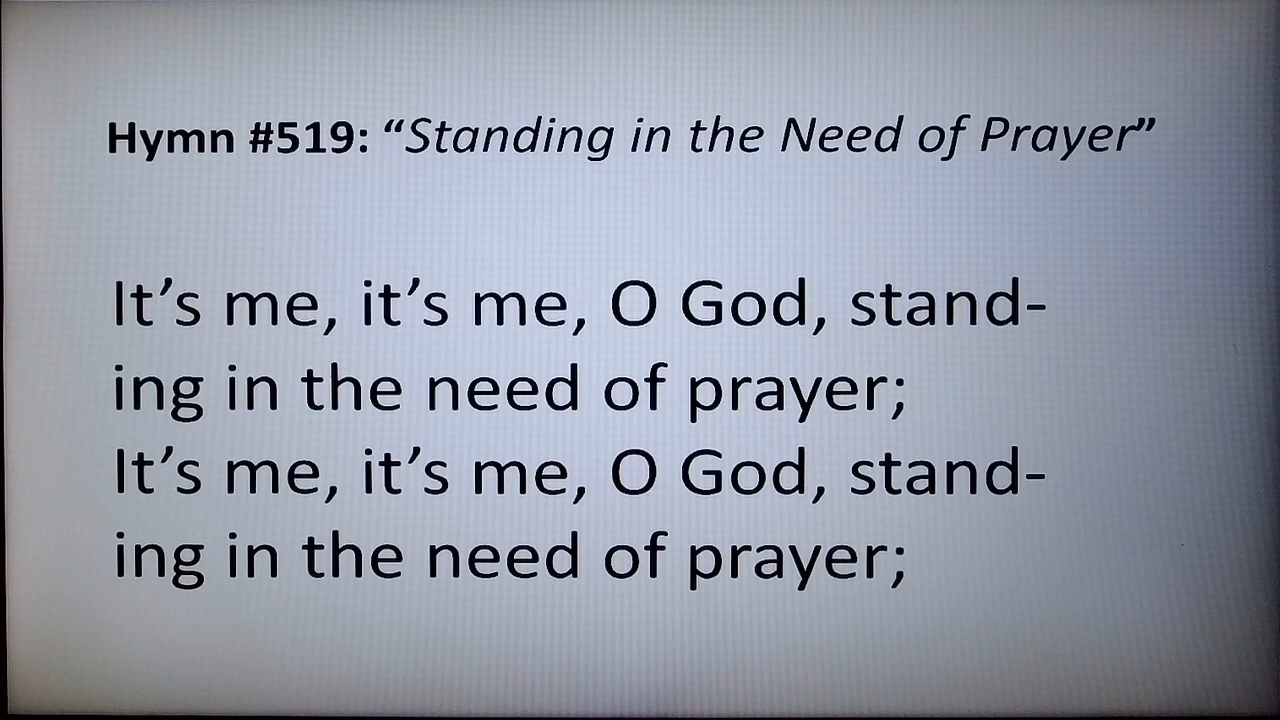 Hymn #519: “Standing in the Need of Prayer”
It’s me, it’s me, O God, stand-
ing in the need of prayer;
It’s me, it’s me, O God, stand-
ing in the need of prayer;